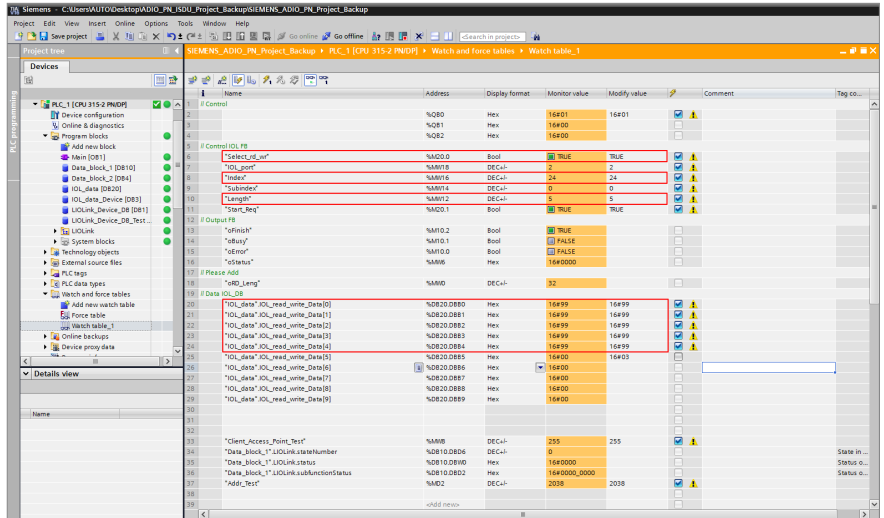 Siemens - C:\Users\AUTO\Desktop\ADIO_PN_ISDU_Project_Backup\SIEMENS_ADIO_PN_Project_Backup
Project Edit View Insert Online Options Tools Window Help
Save project Go online Go offline <Search in project>
Project tree
SIEMENS_ADIO_PN_Project_Backup ▸ PLC_1 [CPU 315-2 PN/DP] ▸ Watch and force tables ▸ Watch table_1
Devices
PLC programming
PLC_1 [CPU 315-2 PN/DP]
Device configuration
Online & diagnostics
Program blocks
Add new block
Main [OB1]
Data_block_1 [DB10]
Data_block_2 [DB4]
IOL_data [DB20]
IOL_data_Device [DB3]
LIOLink_Device_DB [DB1]
LIOLink_Device_DB_Test ...
LIOLink
System blocks
Technology objects
External source files
PLC tags
PLC data types
Watch and force tables
Add new watch table
Force table
Watch table_1
Online backups
Device proxy data
Details view
Name
i Name Address Display format Monitor value Modify value Comment Tag co...
1 // Control
2 %QB0 Hex 16#01 16#01
3 %QB1 Hex 16#00
4 %QB2 Hex 16#00
5 // Control IOL FB
6 "Select_rd_wr" %M20.0 Bool TRUE TRUE
7 "IOL_port" %MW18 DEC+/- 2 2
8 "Index" %MW16 DEC+/- 24 24
9 "Subindex" %MW14 DEC+/- 0 0
10 "Length" %MW12 DEC+/- 5 5
11 "Start_Req" %M20.1 Bool TRUE TRUE
12 // Output FB
13 "oFinish" %M10.2 Bool TRUE
14 "oBusy" %M10.1 Bool FALSE
15 "oError" %M10.0 Bool FALSE
16 "oStatus" %MW6 Hex 16#0000
17 // Please Add
18 "oRD_Leng" %MW0 DEC+/- 32
19 // Data IOL_DB
20 "IOL_data".IOL_read_write_Data[0] %DB20.DBB0 Hex 16#99 16#99
21 "IOL_data".IOL_read_write_Data[1] %DB20.DBB1 Hex 16#99 16#99
22 "IOL_data".IOL_read_write_Data[2] %DB20.DBB2 Hex 16#99 16#99
23 "IOL_data".IOL_read_write_Data[3] %DB20.DBB3 Hex 16#99 16#99
24 "IOL_data".IOL_read_write_Data[4] %DB20.DBB4 Hex 16#99 16#99
25 "IOL_data".IOL_read_write_Data[5] %DB20.DBB5 Hex 16#00 16#03
26 "IOL_data".IOL_read_write_Data[6] %DB20.DBB6 Hex 16#00
27 "IOL_data".IOL_read_write_Data[7] %DB20.DBB7 Hex 16#00
28 "IOL_data".IOL_read_write_Data[8] %DB20.DBB8 Hex 16#00
29 "IOL_data".IOL_read_write_Data[9] %DB20.DBB9 Hex 16#00
30
31
32
33 "Client_Access_Point_Test" %MW8 DEC+/- 255 255
34 "Data_block_1".LIOLink.stateNumber %DB10.DBD6 DEC+/- 0 State in ...
35 "Data_block_1".LIOLink.status %DB10.DBW0 Hex 16#0000 Status o...
36 "Data_block_1".LIOLink.subfunctionStatus %DB10.DBD2 Hex 16#0000_0000 Status o...
37 "Addr_Test" %MD2 DEC+/- 2038 2038
38
39 <Add new>